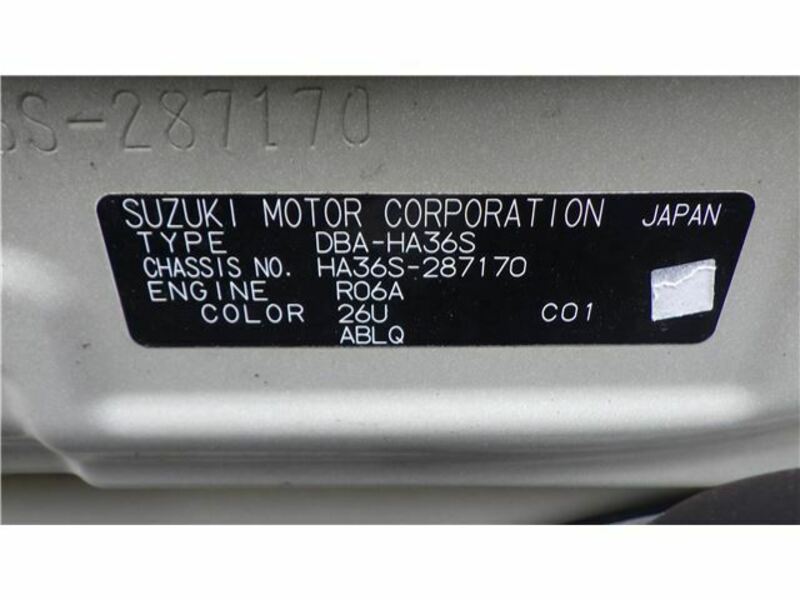 S-287170
SUZUKI MOTOR CORPORATION JAPAN
TYPE DBA-HA36S
CHASSIS NO. HA36S-287170
ENGINE R06A
COLOR 26U C01
ABLQ